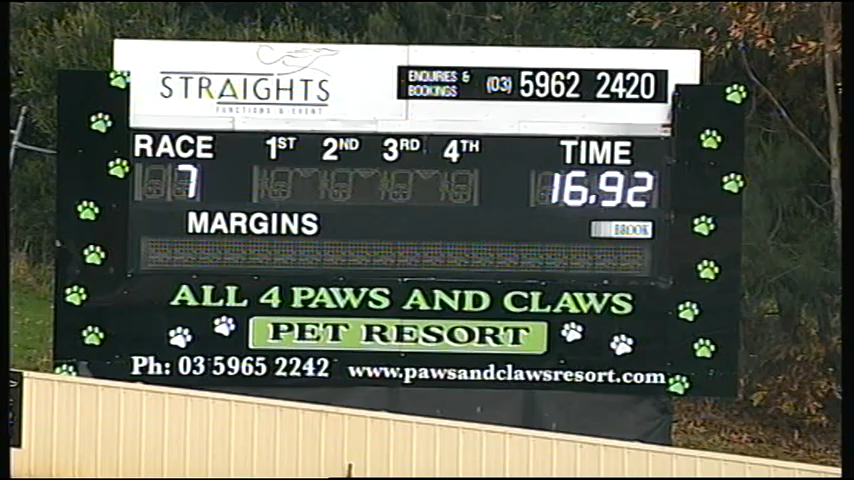 STRAIGHTS
FUNCTIONS & EVENT
ENQUIRIES & BOOKINGS (03) 5962 2420
RACE 1ST 2ND 3RD 4TH TIME
7 16.92
MARGINS
BROOK
ALL 4 PAWS AND CLAWS
PET RESORT
Ph: 03 5965 2242 www.pawsandclawsresort.com